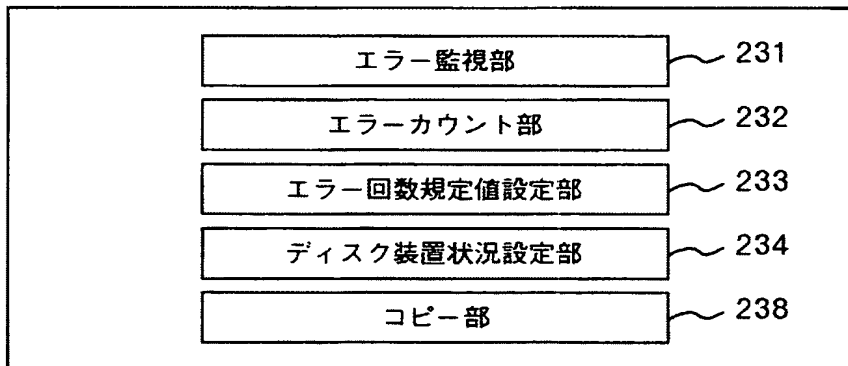 エラー監視部 231
エラーカウント部 232
エラー回数規定値設定部 233
ディスク装置状況設定部 234
コピー部 238